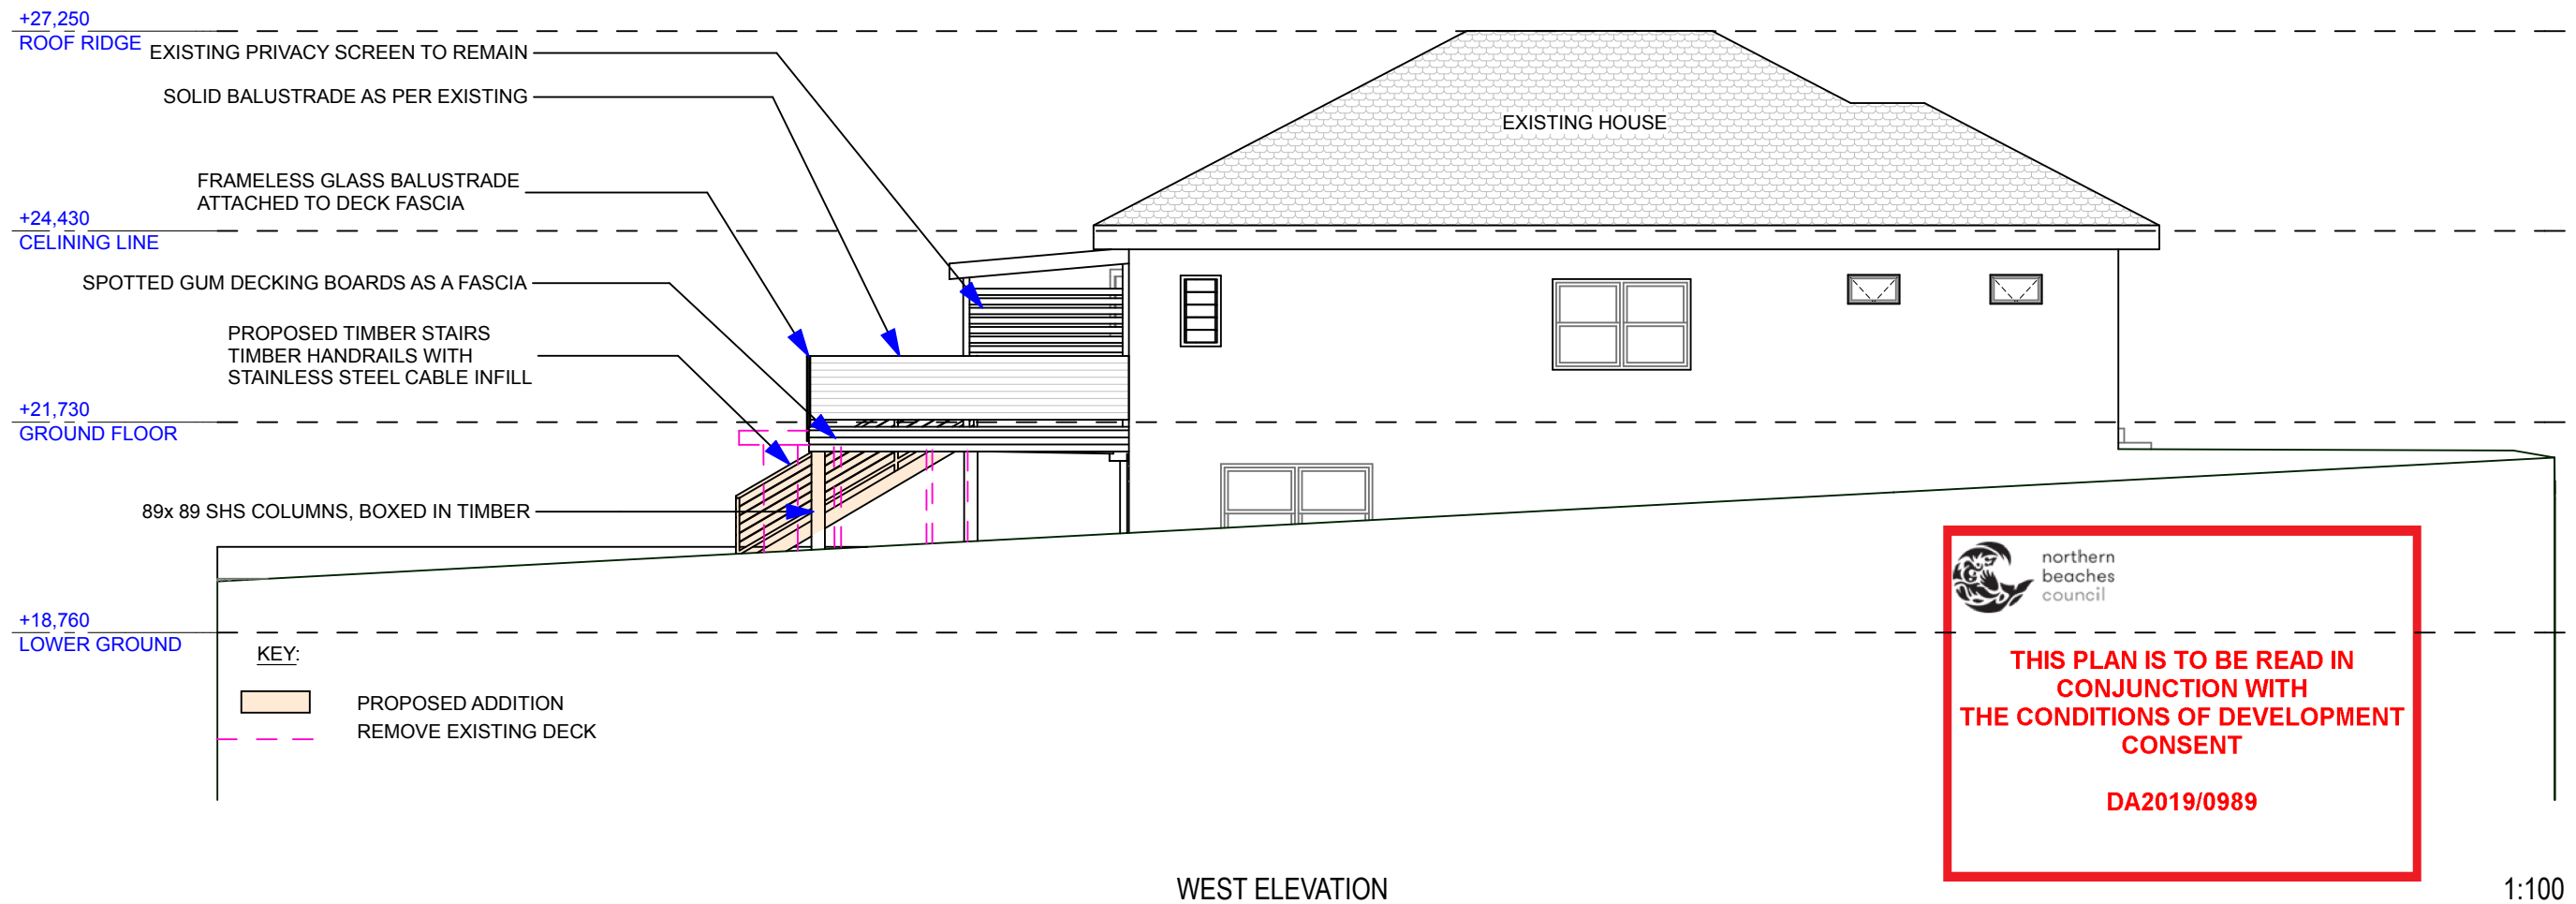 +27,250
ROOF RIDGE
EXISTING PRIVACY SCREEN TO REMAIN
SOLID BALUSTRADE AS PER EXISTING
EXISTING HOUSE
FRAMELESS GLASS BALUSTRADE
ATTACHED TO DECK FASCIA
+24,430
CELINING LINE
SPOTTED GUM DECKING BOARDS AS A FASCIA
PROPOSED TIMBER STAIRS
TIMBER HANDRAILS WITH
STAINLESS STEEL CABLE INFILL
+21,730
GROUND FLOOR
89x 89 SHS COLUMNS, BOXED IN TIMBER
+18,760
LOWER GROUND
KEY:
PROPOSED ADDITION
REMOVE EXISTING DECK
northern
beaches
council
THIS PLAN IS TO BE READ IN
CONJUNCTION WITH
THE CONDITIONS OF DEVELOPMENT
CONSENT
DA2019/0989
WEST ELEVATION
1:100